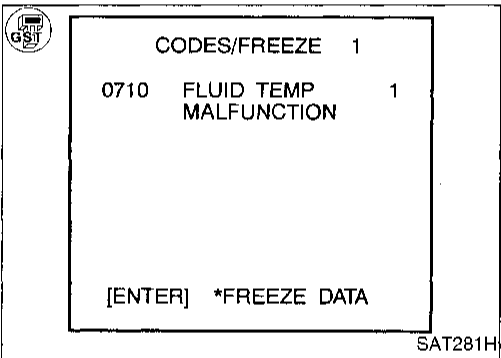 GST
CODES/FREEZE 1
0710 FLUID TEMP 1
MALFUNCTION
[ENTER] *FREEZE DATA
SAT281H